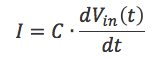 I = C · dV_in(t)/dt